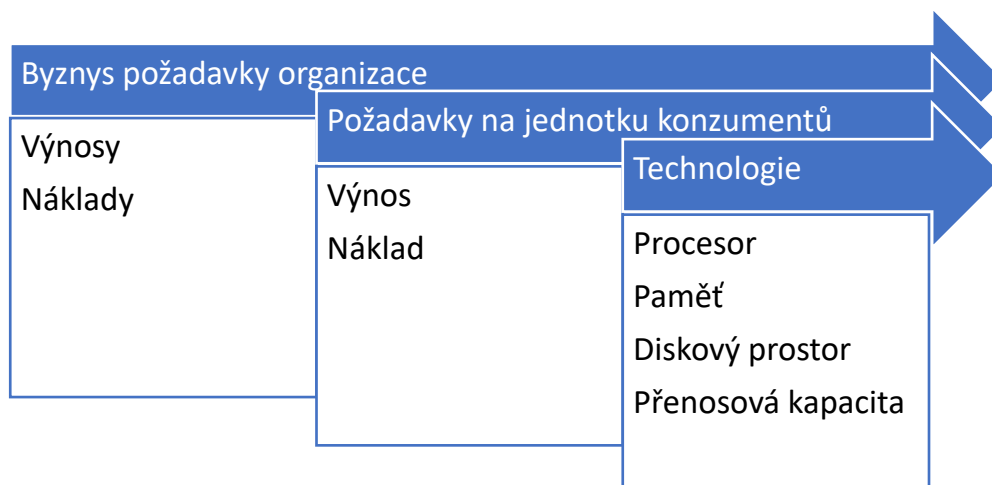 Byznys požadavky organizace
Výnosy
Náklady
Požadavky na jednotku konzumentů
Výnos
Náklad
Technologie
Procesor
Paměť
Diskový prostor
Přenosová kapacita